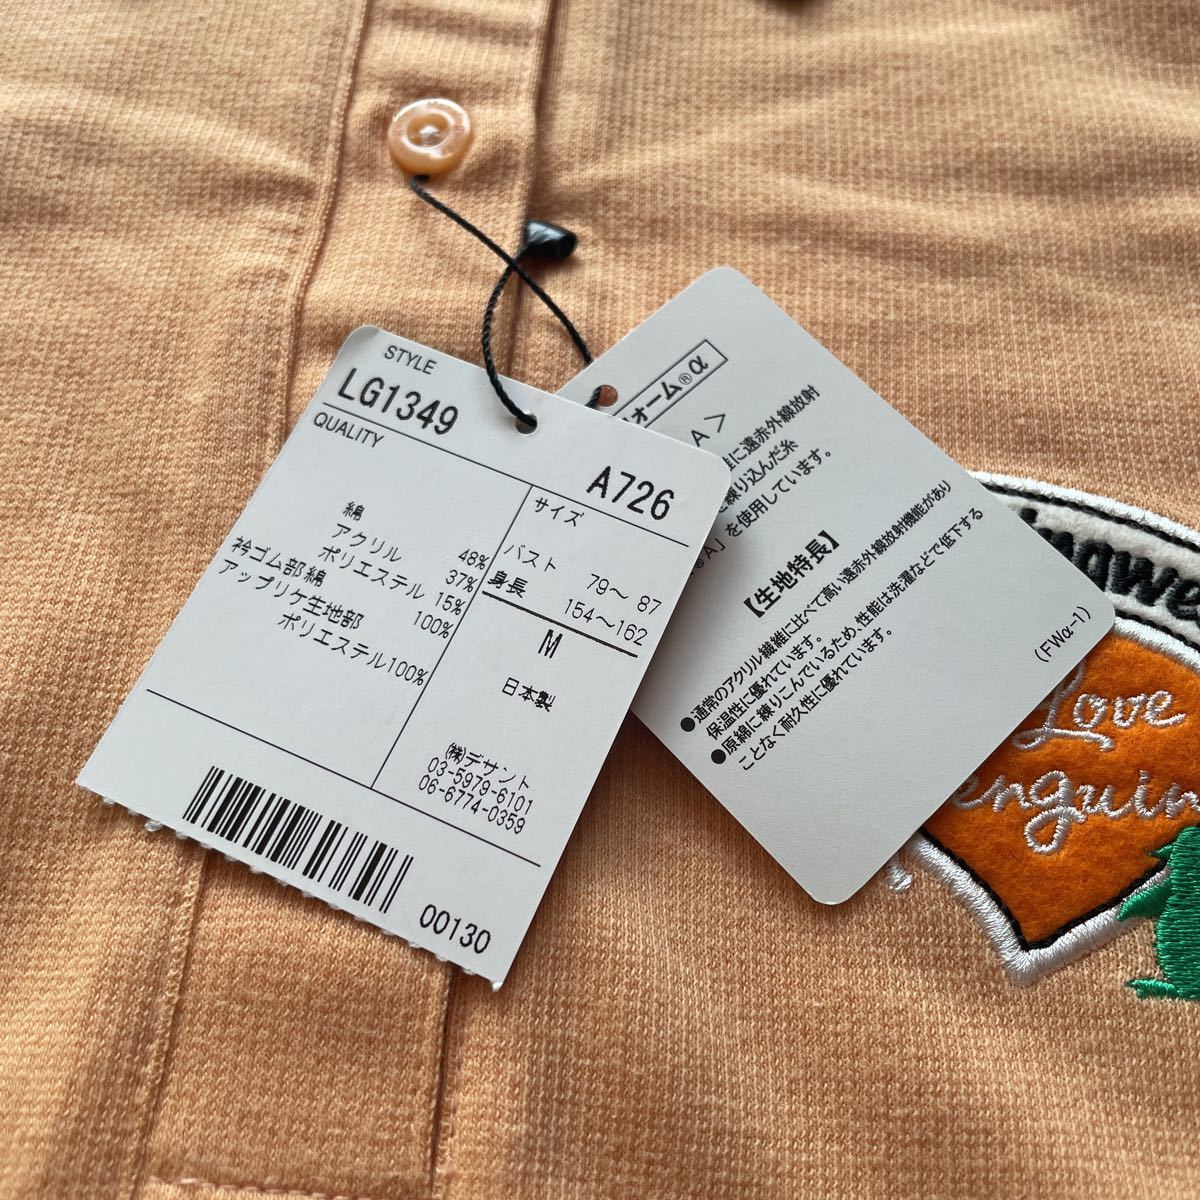 STYLE
LG1349
QUALITY
A726
綿 48%
アクリル 37%
ポリエステル 15%
衿ゴム部綿 100%
アップリケ生地部
ポリエステル100%
サイズ
バスト 79〜 87
身長 154〜162
M
日本製
㈱デサント
03-5979-6101
06-6774-0359
00130
ォーム®α
A〉
に遠赤外線放射
練り込んだ糸
A」を使用しています。
【生地特長】
●通常のアクリル繊維に比べて高い遠赤外線放射機能があり
保温性に優れています。
●原綿に練りこんでいるため、性能は洗濯などで低下する
ことなく耐久性に優れています。
(FWα-1)
ngwe
Love
enguin